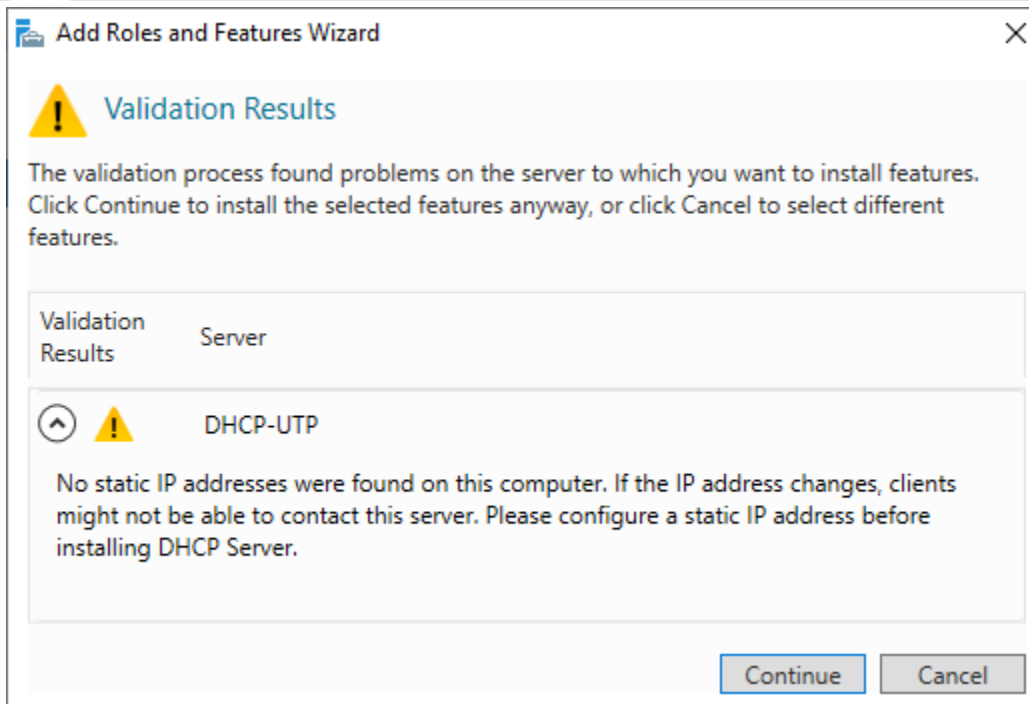 Add Roles and Features Wizard
Validation Results
The validation process found problems on the server to which you want to install features.
Click Continue to install the selected features anyway, or click Cancel to select different
features.
Validation
Results
Server
DHCP-UTP
No static IP addresses were found on this computer. If the IP address changes, clients
might not be able to contact this server. Please configure a static IP address before
installing DHCP Server.
Continue
Cancel